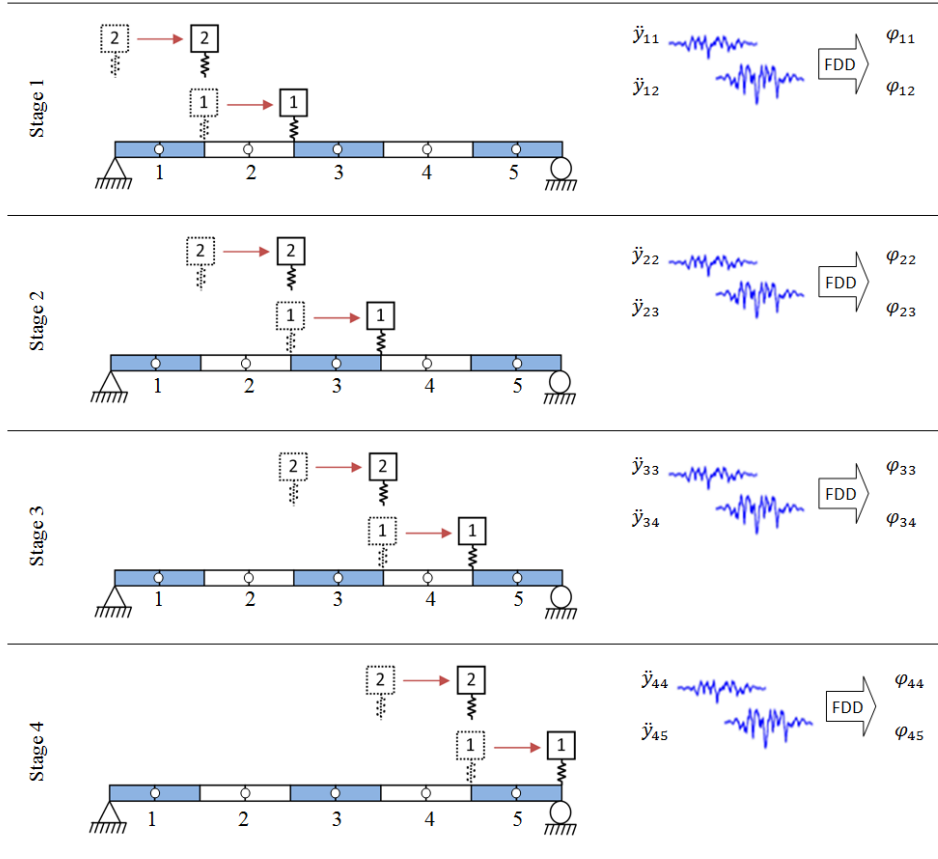 Stage 1
2 2
1 1
1 2 3 4 5
ÿ₁₁
ÿ₁₂
FDD
φ₁₁
φ₁₂
Stage 2
2 2
1 1
1 2 3 4 5
ÿ₂₂
ÿ₂₃
FDD
φ₂₂
φ₂₃
Stage 3
2 2
1 1
1 2 3 4 5
ÿ₃₃
ÿ₃₄
FDD
φ₃₃
φ₃₄
Stage 4
2 2
1 1
1 2 3 4 5
ÿ₄₄
ÿ₄₅
FDD
φ₄₄
φ₄₅